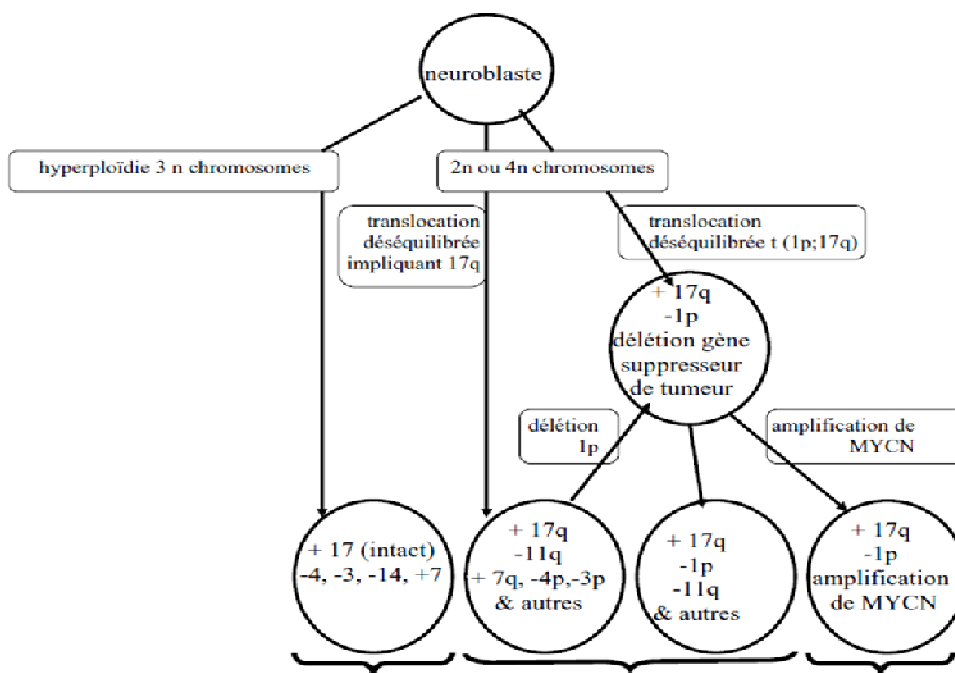 neuroblaste
hyperploïdie 3 n chromosomes
2n ou 4n chromosomes
translocation
déséquilibrée
impliquant 17q
translocation
déséquilibrée t (1p;17q)
+ 17q
-1p
délétion gène
suppresseur
de tumeur
délétion
1p
amplification de
MYCN
+ 17 (intact)
-4, -3, -14, +7
+ 17q
-11q
+ 7q, -4p,-3p
& autres
+ 17q
-1p
-11q
& autres
+ 17q
-1p
amplification
de MYCN